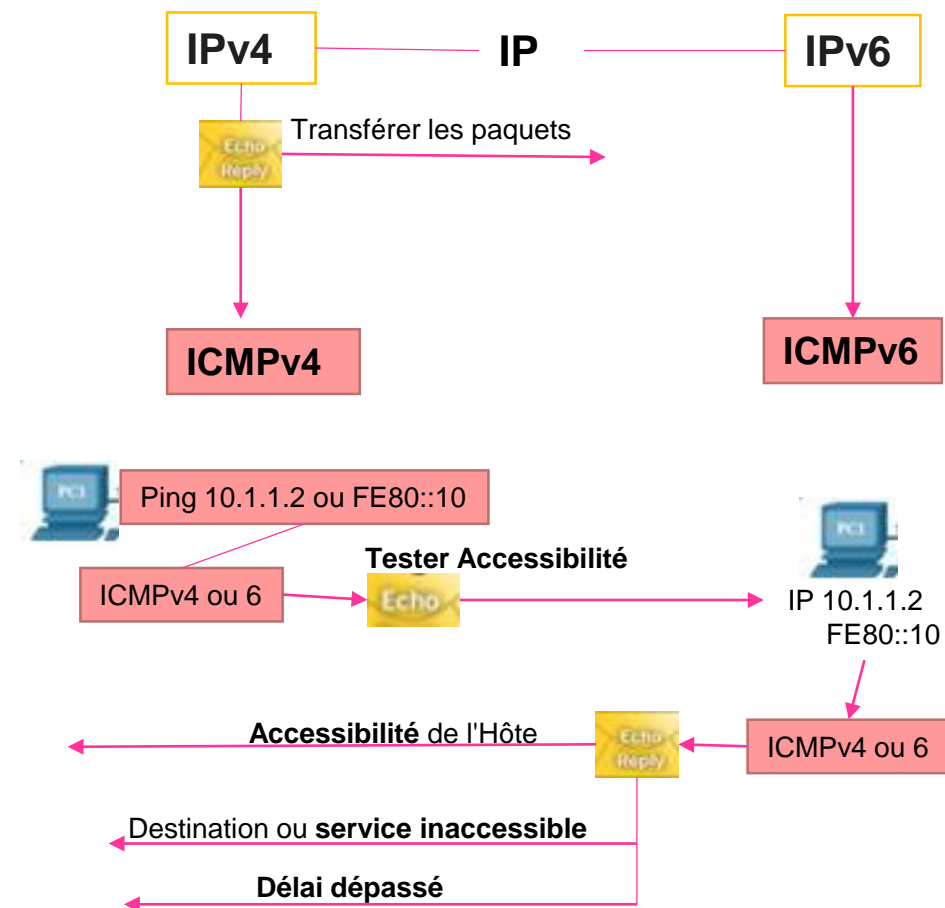 IPv4
IP
IPv6
Transférer les paquets
Echo
Reply
ICMPv4
ICMPv6
PC1
Ping 10.1.1.2 ou FE80::10
Tester Accessibilité
PC1
ICMPv4 ou 6
Echo
IP 10.1.1.2
FE80::10
Accessibilité de l'Hôte
Echo
Reply
ICMPv4 ou 6
Destination ou service inaccessible
Délai dépassé